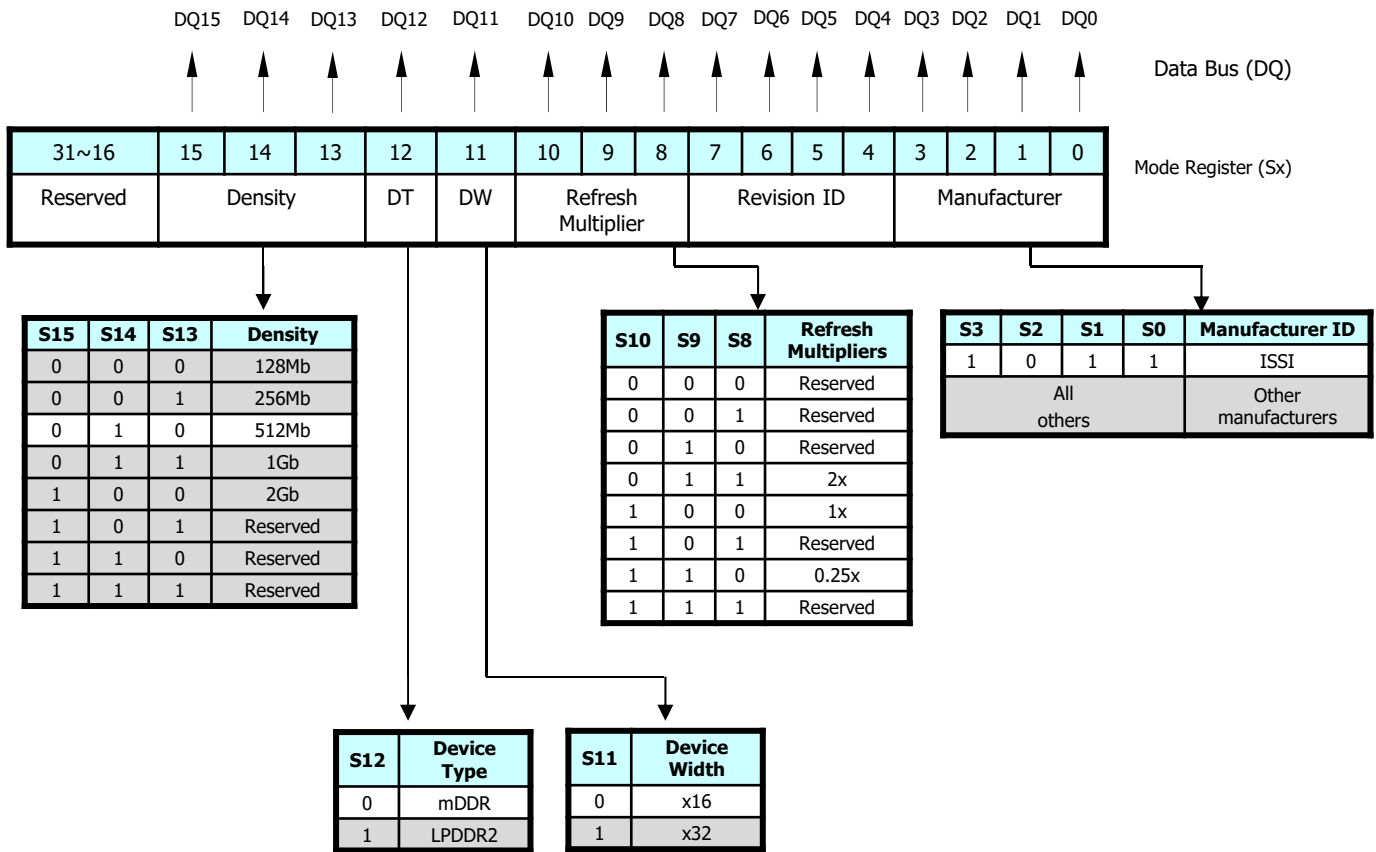 DQ15 DQ14 DQ13 DQ12 DQ11 DQ10 DQ9 DQ8 DQ7 DQ6 DQ5 DQ4 DQ3 DQ2 DQ1 DQ0
Data Bus (DQ)
31~16 15 14 13 12 11 10 9 8 7 6 5 4 3 2 1 0
Mode Register (Sx)
Reserved Density DT DW Refresh Revision ID Manufacturer
Multiplier
S15 S14 S13 Density
0 0 0 128Mb
0 0 1 256Mb
0 1 0 512Mb
0 1 1 1Gb
1 0 0 2Gb
1 0 1 Reserved
1 1 0 Reserved
1 1 1 Reserved
S10 S9 S8 Refresh
Multipliers
0 0 0 Reserved
0 0 1 Reserved
0 1 0 Reserved
0 1 1 2x
1 0 0 1x
1 0 1 Reserved
1 1 0 0.25x
1 1 1 Reserved
S3 S2 S1 S0 Manufacturer ID
1 0 1 1 ISSI
All Other
others manufacturers
S12 Device
Type
0 mDDR
1 LPDDR2
S11 Device
Width
0 x16
1 x32